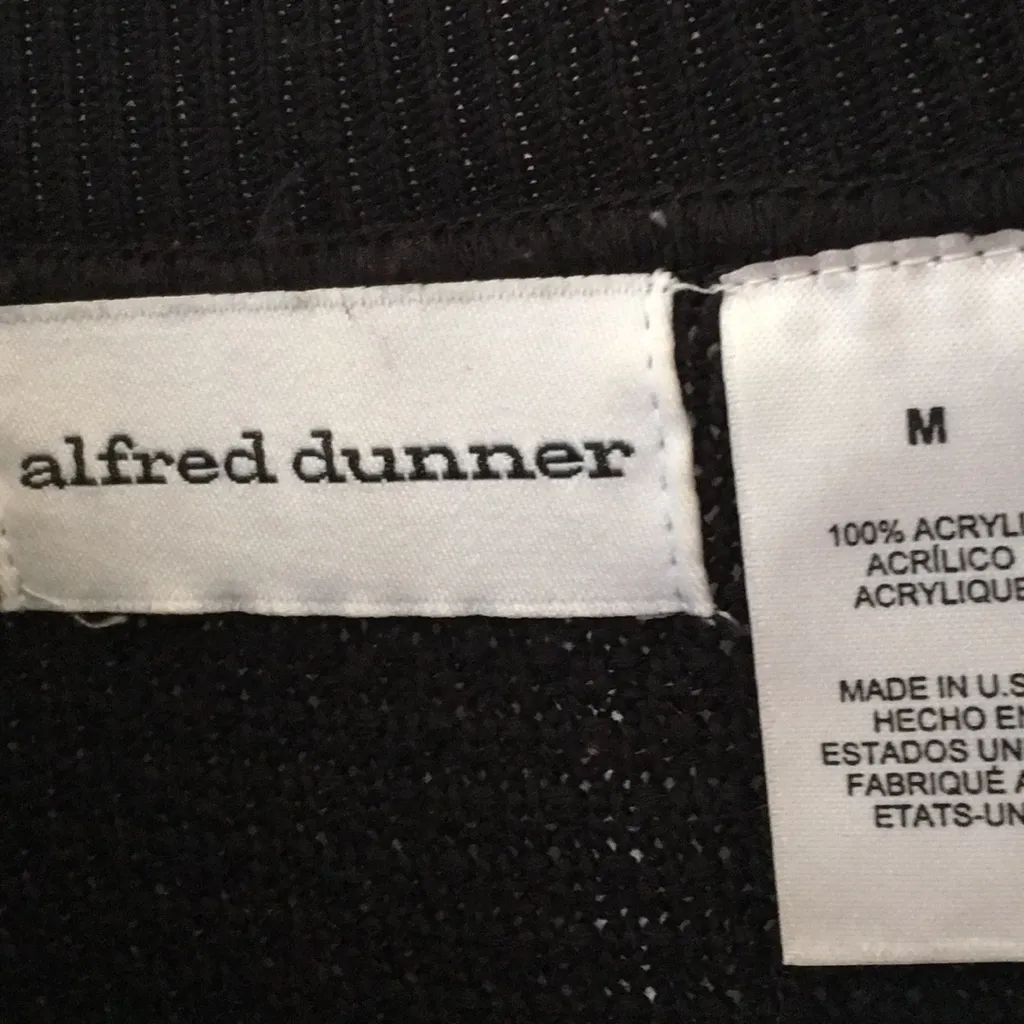 alfred dunner
M
100% ACRYLI
ACRÍLICO
ACRYLIQUE
MADE IN U.S
HECHO EN
ESTADOS UN
FABRIQUÉ A
ETATS-UN